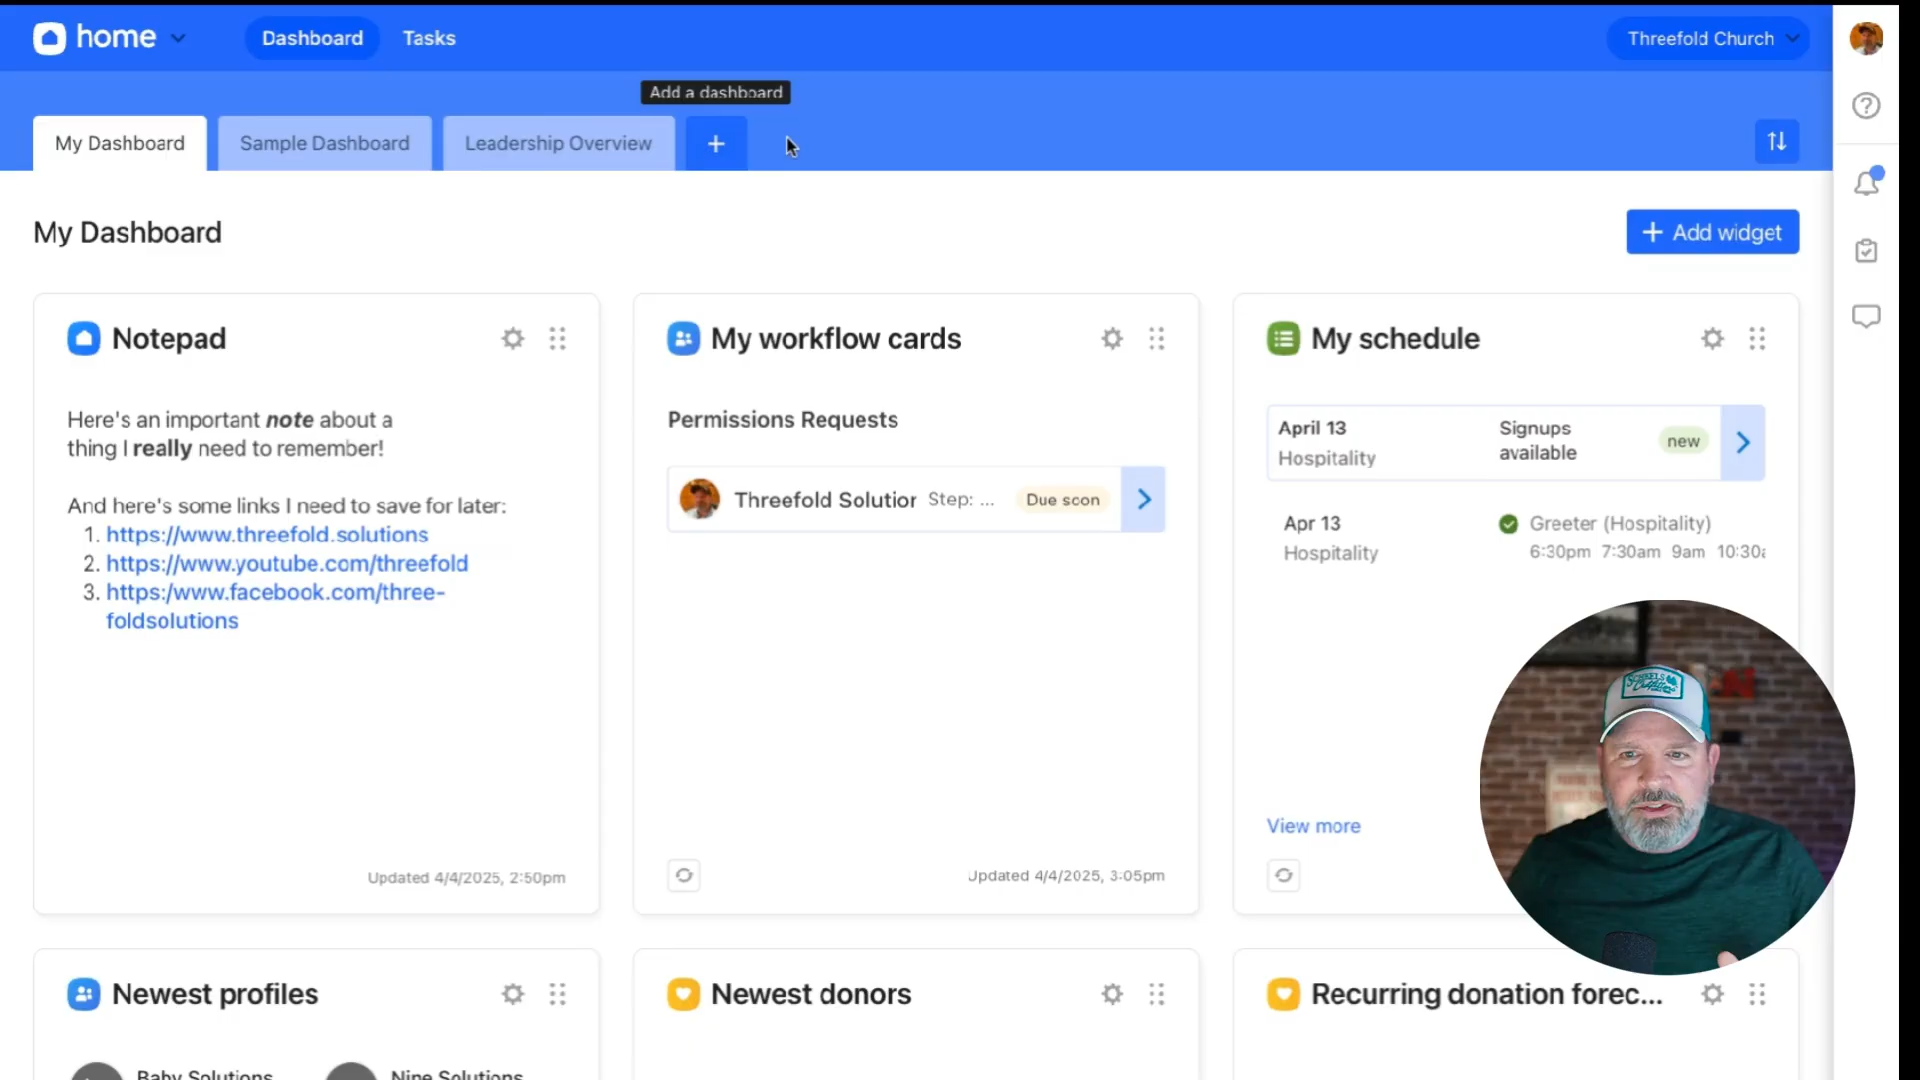 home
Dashboard
Tasks
Threefold Church
Add a dashboard
My Dashboard
Sample Dashboard
Leadership Overview
My Dashboard
+ Add widget
Notepad
Here's an important note about a
thing I really need to remember!
And here's some links I need to save for later:
1. https://www.threefold.solutions
2. https://www.youtube.com/threefold
3. https:/www.facebook.com/three-
foldsolutions
Updated 4/4/2025, 2:50pm
My workflow cards
Permissions Requests
Threefold Solutior Step: ... Due soon
Updated 4/4/2025, 3:05pm
My schedule
April 13
Hospitality
Signups
available
new
Apr 13
Hospitality
Greeter (Hospitality)
6:30pm 7:30am 9am 10:30a
View more
Newest profiles
Baby Solutions
Nine Solutions
Newest donors
Recurring donation forec...